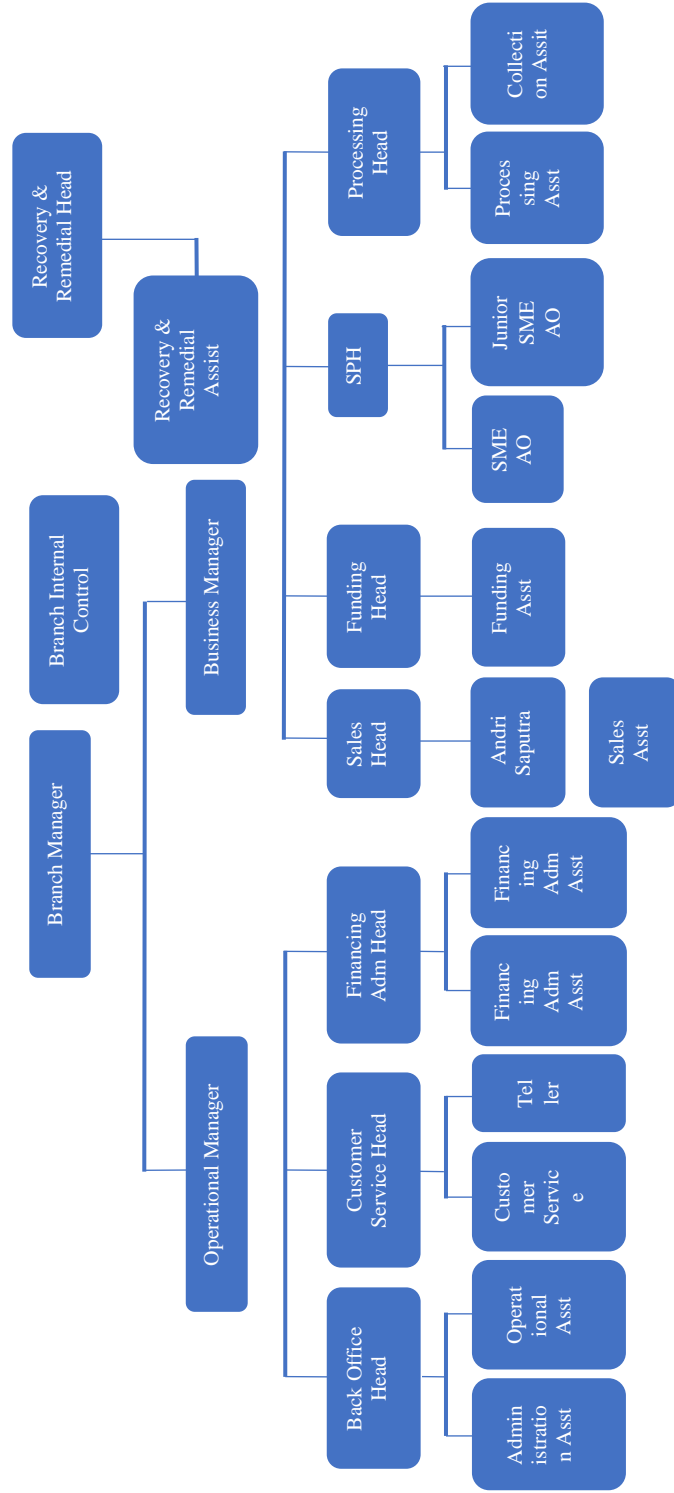 Branch Manager
Branch Internal
Control
Recovery &
Remedial Head
Recovery &
Remedial
Assist
Operational Manager
Business Manager
Back Office
Head
Customer
Service Head
Financing
Adm Head
Sales
Head
Funding
Head
SPH
Processing
Head
Admin
istratio
n Asst
Operat
ional
Asst
Custo
mer
Servic
e
Tel
ler
Financ
ing
Adm
Asst
Financ
ing
Adm
Asst
Andri
Saputra
Funding
Asst
SME
AO
Junior
SME
AO
Proces
sing
Asst
Collecti
on Assit
Sales
Asst